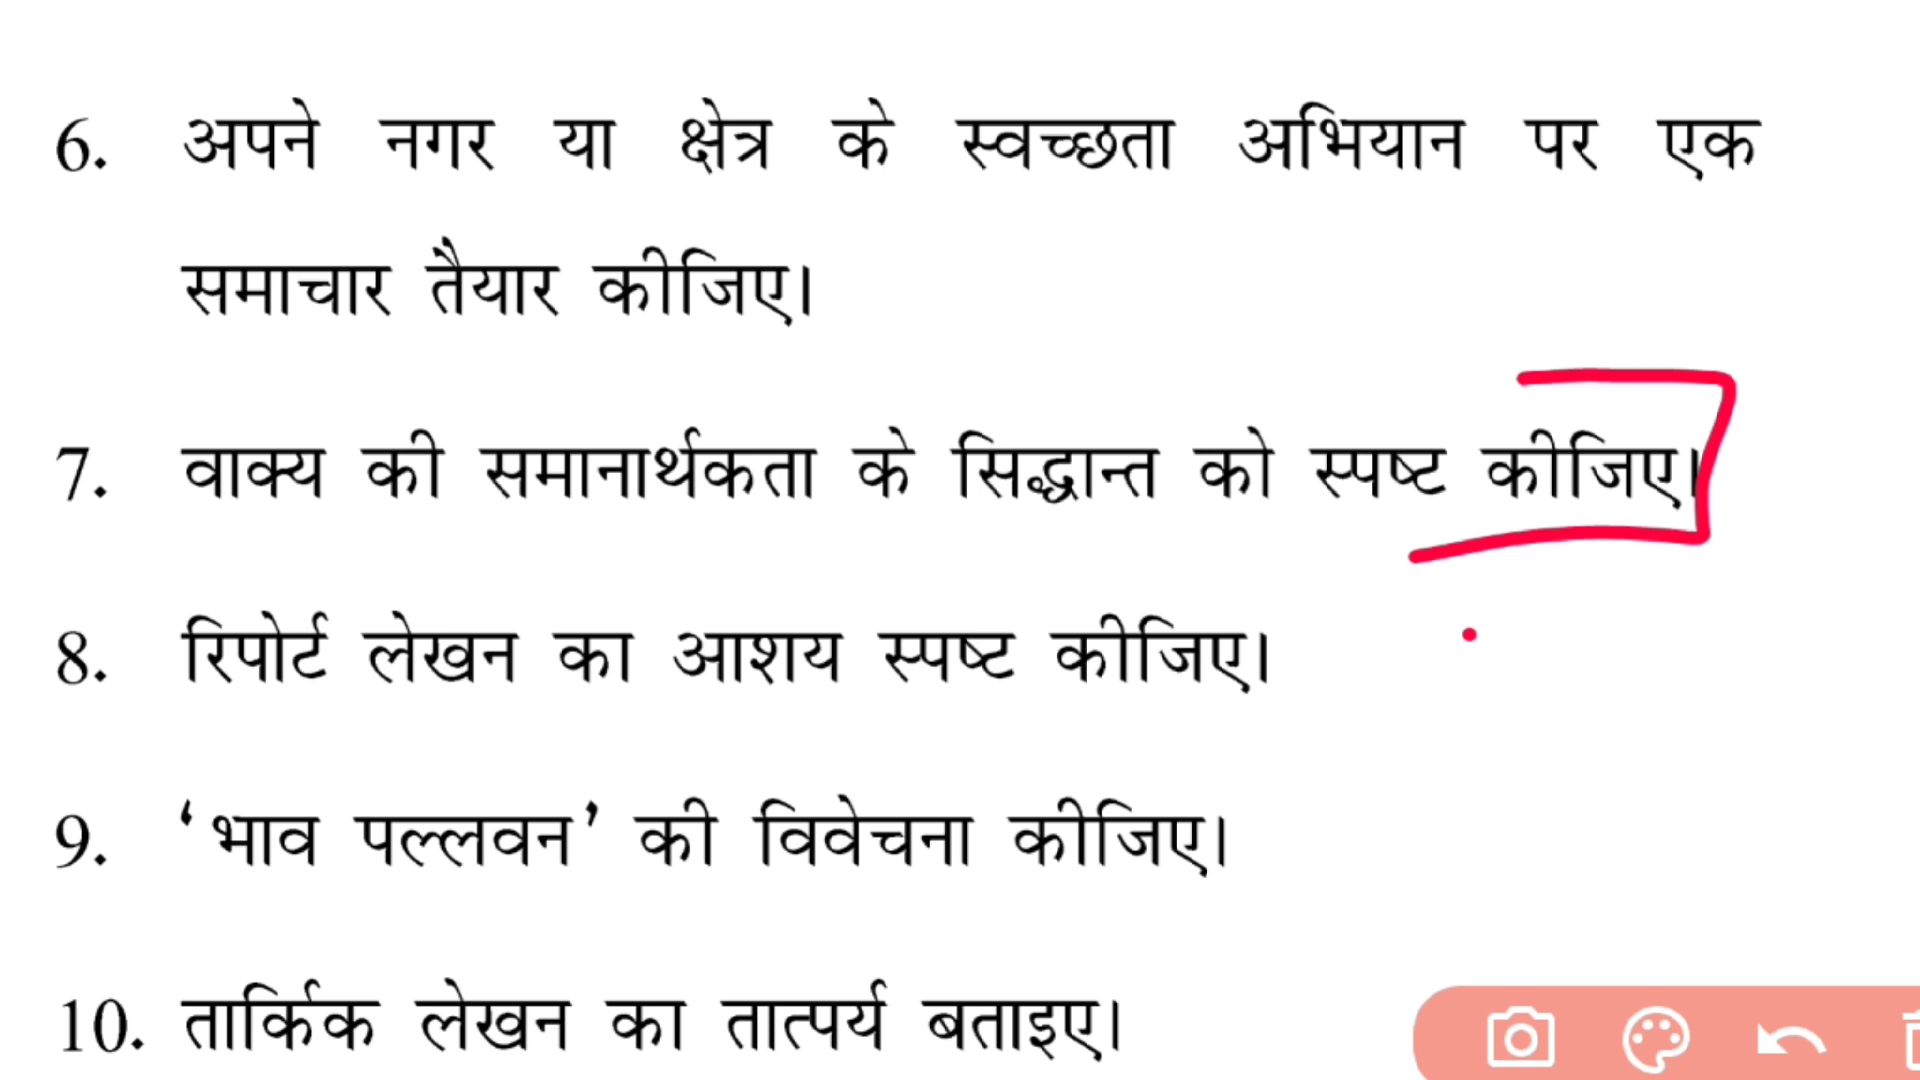 6. अपने नगर या क्षेत्र के स्वच्छता अभियान पर एक
समाचार तैयार कीजिए।
7. वाक्य की समानार्थकता के सिद्धान्त को स्पष्ट कीजिए।
8. रिपोर्ट लेखन का आशय स्पष्ट कीजिए।
9. ‘भाव पल्लवन’ की विवेचना कीजिए।
10. तार्किक लेखन का तात्पर्य बताइए।